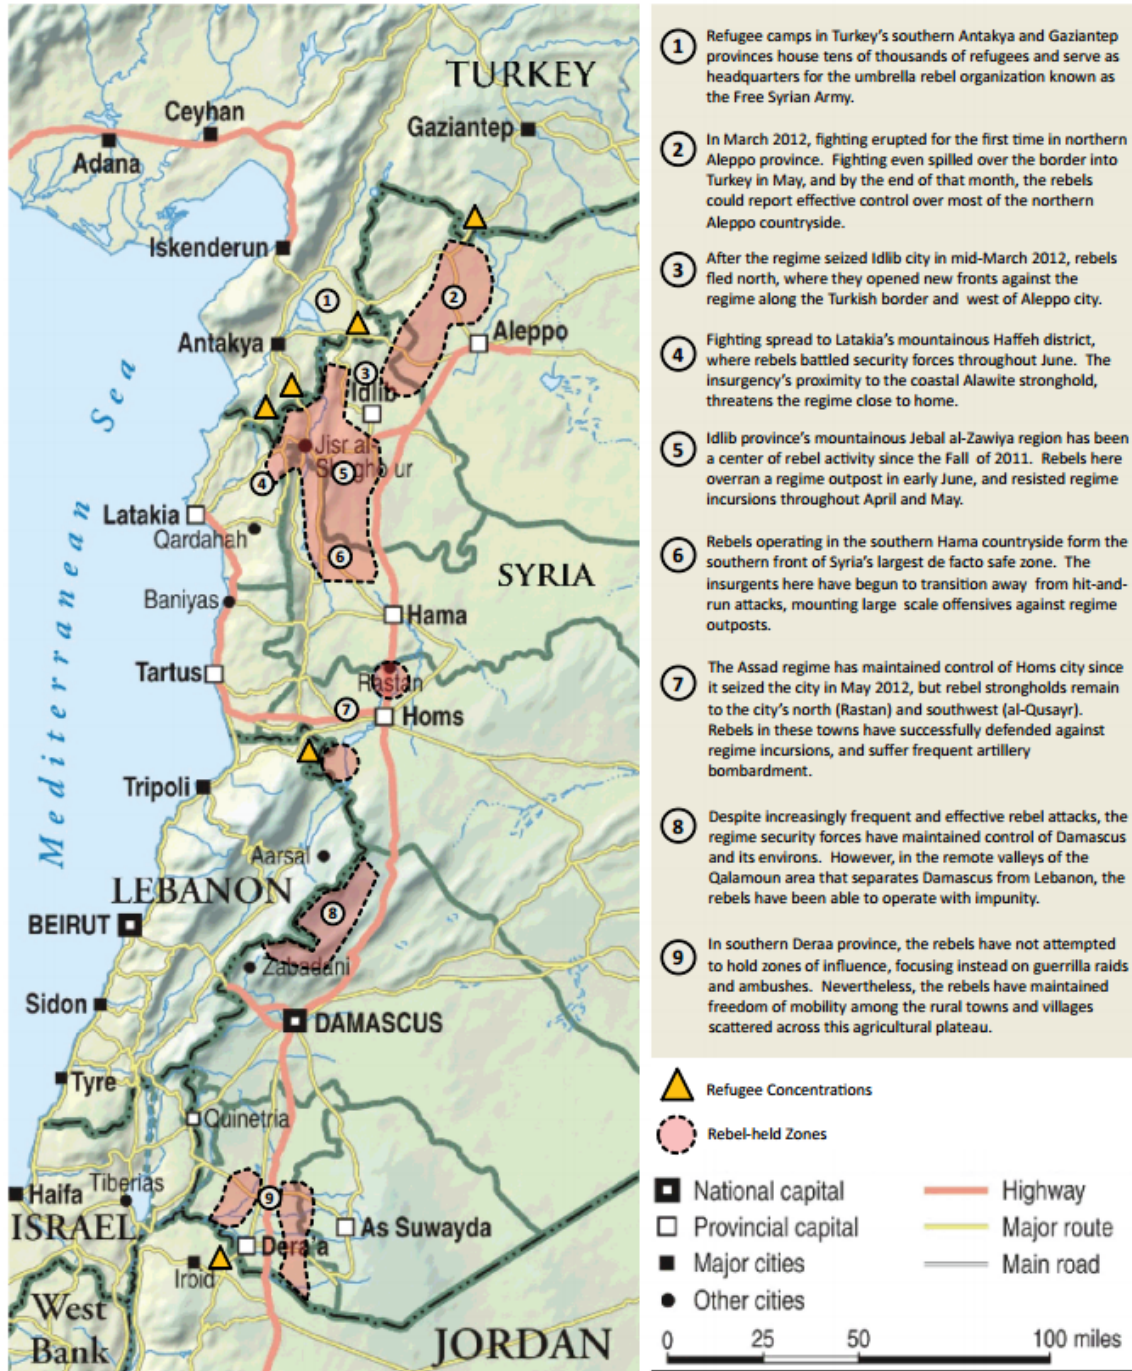 TURKEY
Ceyhan
Gaziantep
Adana
Iskenderun
1
2
Aleppo
Antakya
3
Idlib
Jisr al-
Shughour
5
4
Latakia
Qardahah
6
SYRIA
Baniyas
Hama
Mediterranean Sea
Tartus
Rastan
7
Homs
Tripoli
Aarsal
LEBANON
8
BEIRUT
Zabadani
Sidon
DAMASCUS
Tyre
Quinetria
Haifa
Tiberias
9
ISRAEL
As Suwayda
Dera'a
Irbid
West
Bank
JORDAN
1
Refugee camps in Turkey's southern Antakya and Gaziantep
provinces house tens of thousands of refugees and serve as
headquarters for the umbrella rebel organization known as
the Free Syrian Army.
2
In March 2012, fighting erupted for the first time in northern
Aleppo province. Fighting even spilled over the border into
Turkey in May, and by the end of that month, the rebels
could report effective control over most of the northern
Aleppo countryside.
3
After the regime seized Idlib city in mid-March 2012, rebels
fled north, where they opened new fronts against the
regime along the Turkish border and west of Aleppo city.
4
Fighting spread to Latakia's mountainous Haffeh district,
where rebels battled security forces throughout June. The
insurgency's proximity to the coastal Alawite stronghold,
threatens the regime close to home.
5
Idlib province's mountainous Jebal al-Zawiya region has been
a center of rebel activity since the Fall of 2011. Rebels here
overran a regime outpost in early June, and resisted regime
incursions throughout April and May.
6
Rebels operating in the southern Hama countryside form the
southern front of Syria's largest de facto safe zone. The
insurgents here have begun to transition away from hit-and-
run attacks, mounting large scale offensives against regime
outposts.
7
The Assad regime has maintained control of Homs city since
it seized the city in May 2012, but rebel strongholds remain
to the city's north (Rastan) and southwest (al-Qusayr).
Rebels in these towns have successfully defended against
regime incursions, and suffer frequent artillery
bombardment.
8
Despite increasingly frequent and effective rebel attacks, the
regime security forces have maintained control of Damascus
and its environs. However, in the remote valleys of the
Qalamoun area that separates Damascus from Lebanon, the
rebels have been able to operate with impunity.
9
In southern Deraa province, the rebels have not attempted
to hold zones of influence, focusing instead on guerrilla raids
and ambushes. Nevertheless, the rebels have maintained
freedom of mobility among the rural towns and villages
scattered across this agricultural plateau.
Refugee Concentrations
Rebel-held Zones
National capital
Highway
Provincial capital
Major route
Major cities
Main road
Other cities
0 25 50 100 miles